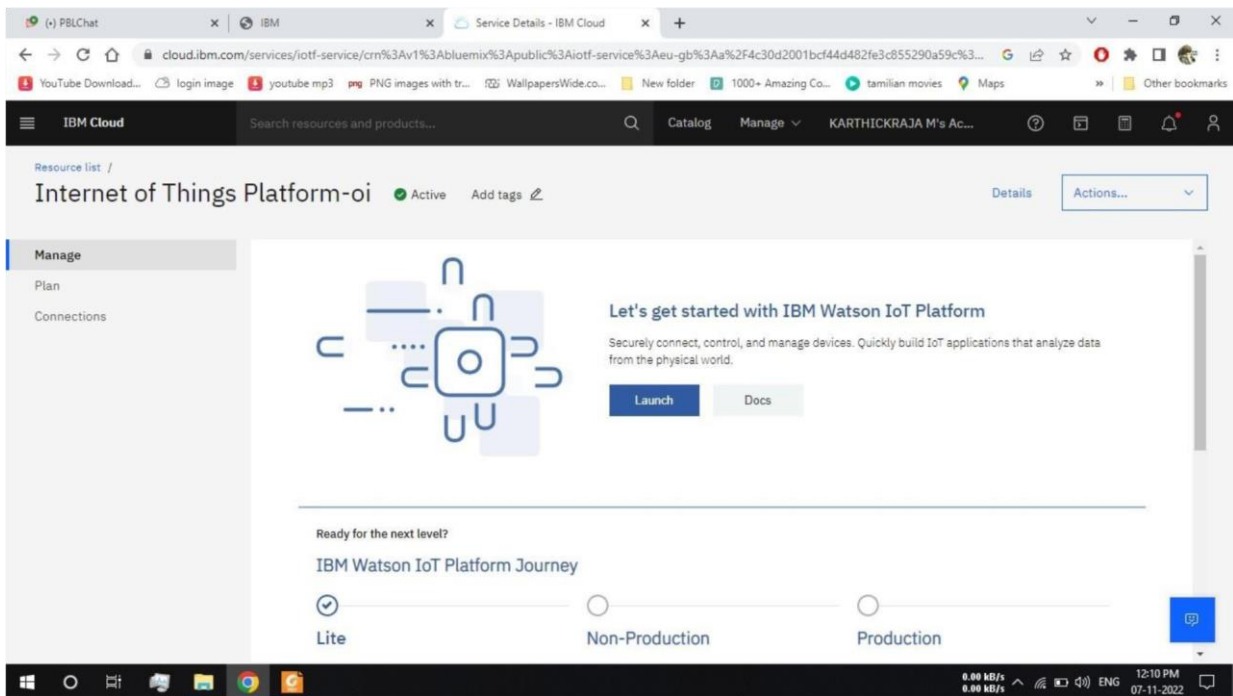 (•) PBLChat
IBM
Service Details - IBM Cloud
cloud.ibm.com/services/iotf-service/crn%3Av1%3Abluemix%3Apublic%3Aiotf-service%3Aeu-gb%3Aa%2F4c30d2001bcf44d482fe3c855290a59c%3...
YouTube Download...
login image
youtube mp3
png PNG images with tr...
WallpapersWide.co...
New folder
1000+ Amazing Co...
tamilian movies
Maps
»
Other bookmarks
IBM Cloud
Search resources and products...
Catalog
Manage
KARTHICKRAJA M's Ac...
Resource list /
Internet of Things Platform-oi
Active
Add tags
Details
Actions...
Manage
Plan
Connections
Let's get started with IBM Watson IoT Platform
Securely connect, control, and manage devices. Quickly build IoT applications that analyze data
from the physical world.
Launch
Docs
Ready for the next level?
IBM Watson IoT Platform Journey
Lite
Non-Production
Production
0.00 kB/s
0.00 kB/s
ENG
12:10 PM
07-11-2022